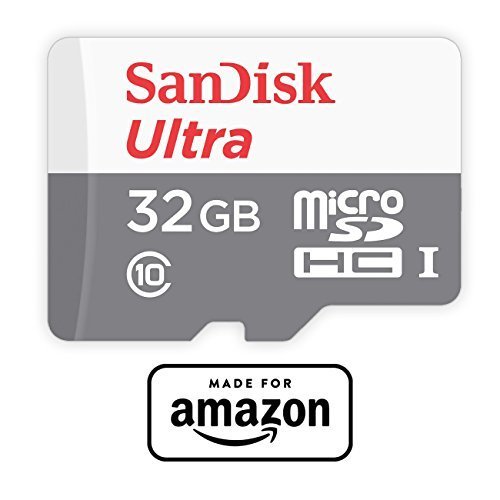 SanDisk
Ultra
32GB
micro
SD
HC I
10
MADE FOR
amazon